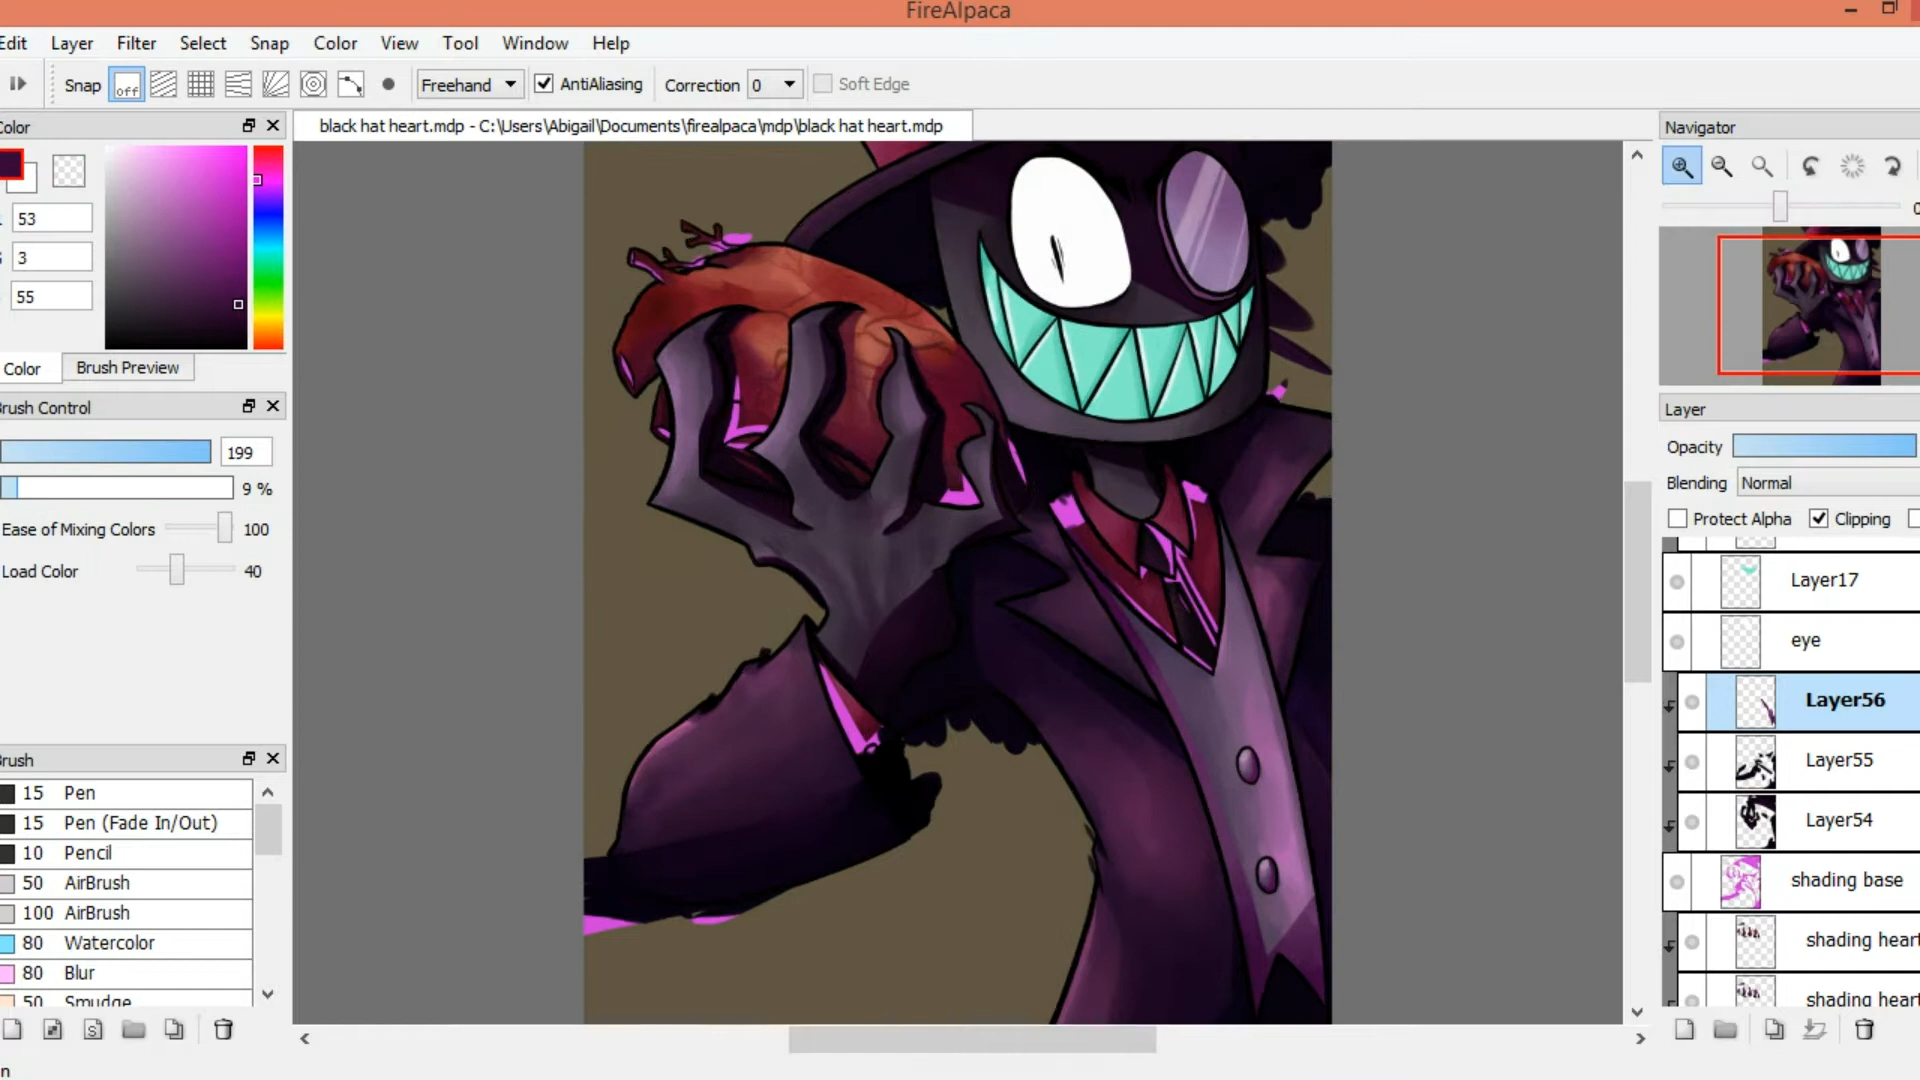 FireAlpaca
Edit Layer Filter Select Snap Color View Tool Window Help
Snap off Freehand AntiAliasing Correction 0 Soft Edge
Color
black hat heart.mdp - C:\Users\Abigail\Documents\firealpaca\mdp\black hat heart.mdp
Navigator
53
3
55
Color Brush Preview
Brush Control
199
9 %
Ease of Mixing Colors 100
Load Color 40
Brush
15 Pen
15 Pen (Fade In/Out)
10 Pencil
50 AirBrush
100 AirBrush
80 Watercolor
80 Blur
50 Smudge
Layer
Opacity
Blending Normal
Protect Alpha Clipping
Layer17
eye
Layer56
Layer55
Layer54
shading base
shading heart
shading heart